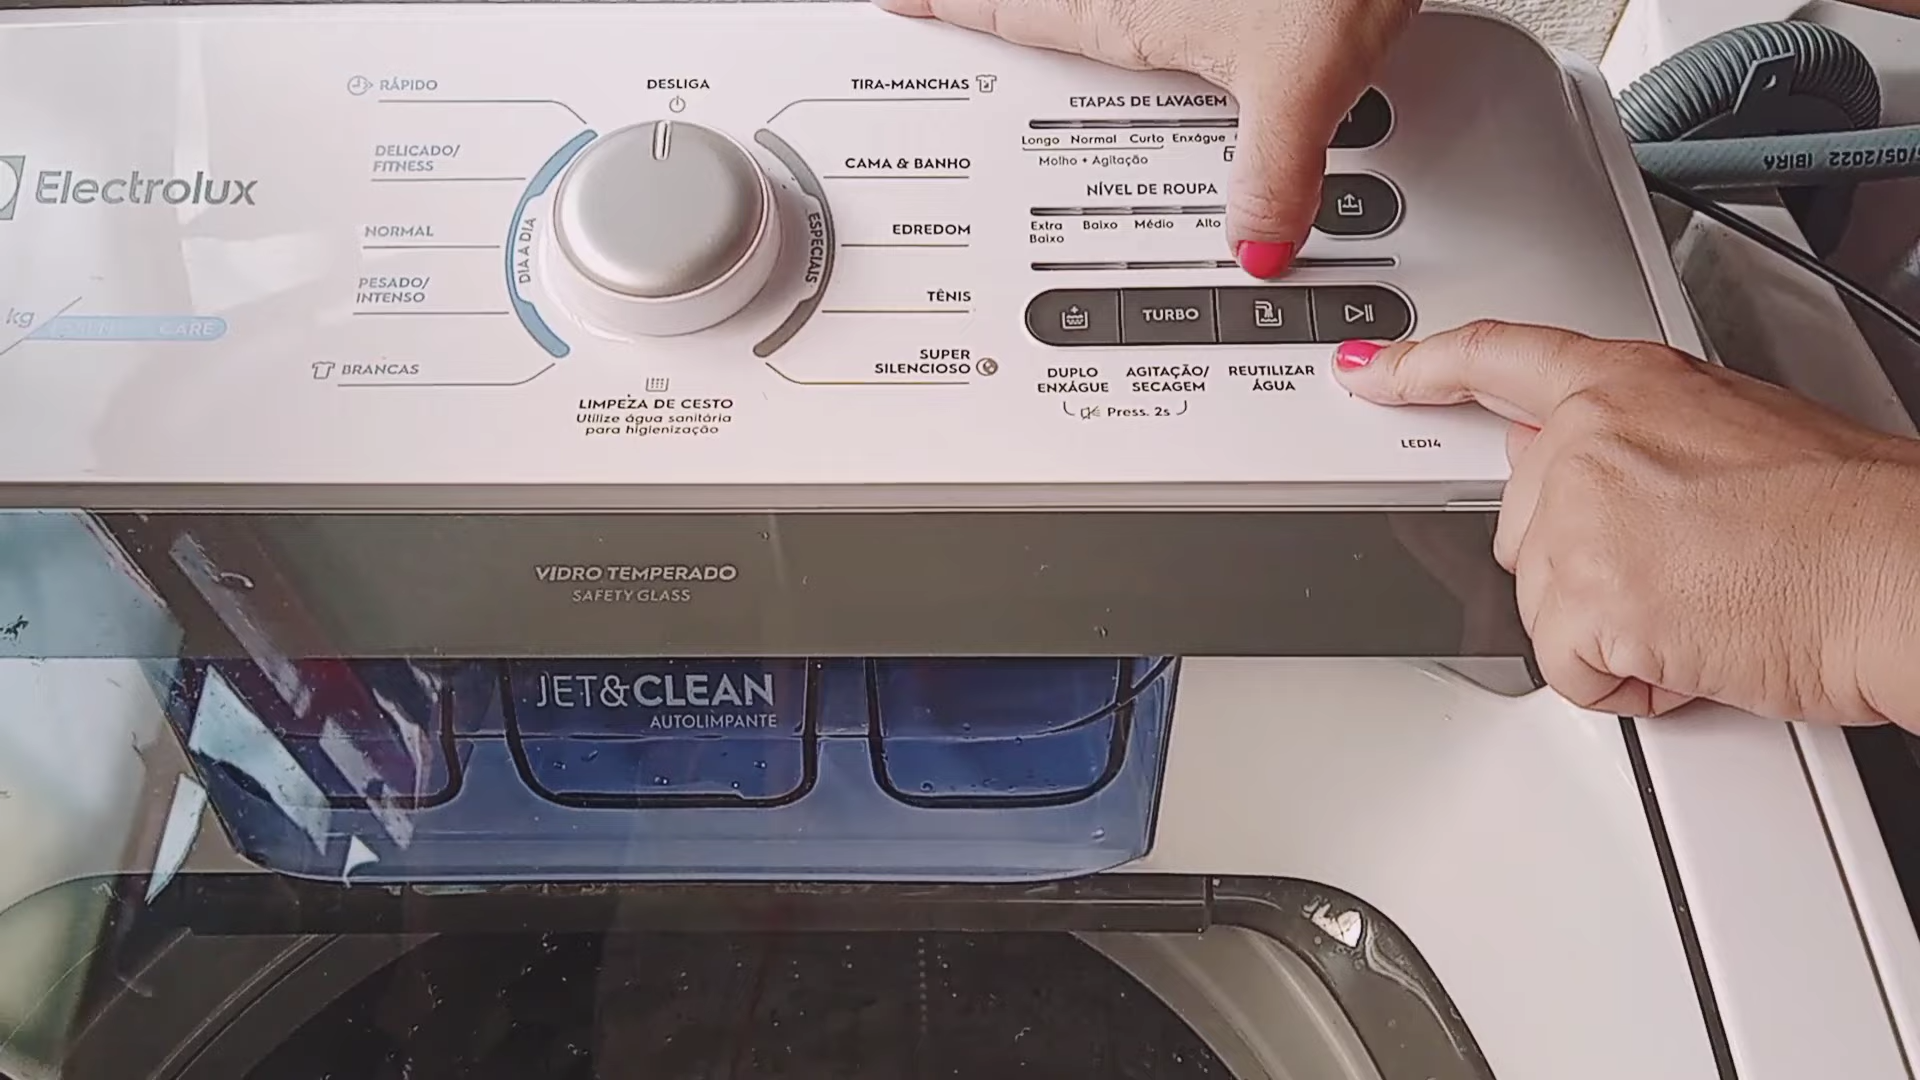 Electrolux
kg
CARE
RÁPIDO
DELICADO/
FITNESS
NORMAL
PESADO/
INTENSO
BRANCAS
DESLIGA
DIA A DIA
ESPECIAIS
LIMPEZA DE CESTO
Utilize água sanitária
para higienização
TIRA-MANCHAS
CAMA & BANHO
EDREDOM
TÊNIS
SUPER
SILENCIOSO
ETAPAS DE LAVAGEM
Longo Normal Curto Enxágue
Molho + Agitação
NÍVEL DE ROUPA
Extra
Baixo
Baixo Médio Alto
TURBO
DUPLO
ENXÁGUE
AGITAÇÃO/
SECAGEM
REUTILIZAR
ÁGUA
Press. 2s
LED14
IBIRA
05/2022
VIDRO TEMPERADO
SAFETY GLASS
JET&CLEAN
AUTOLIMPANTE